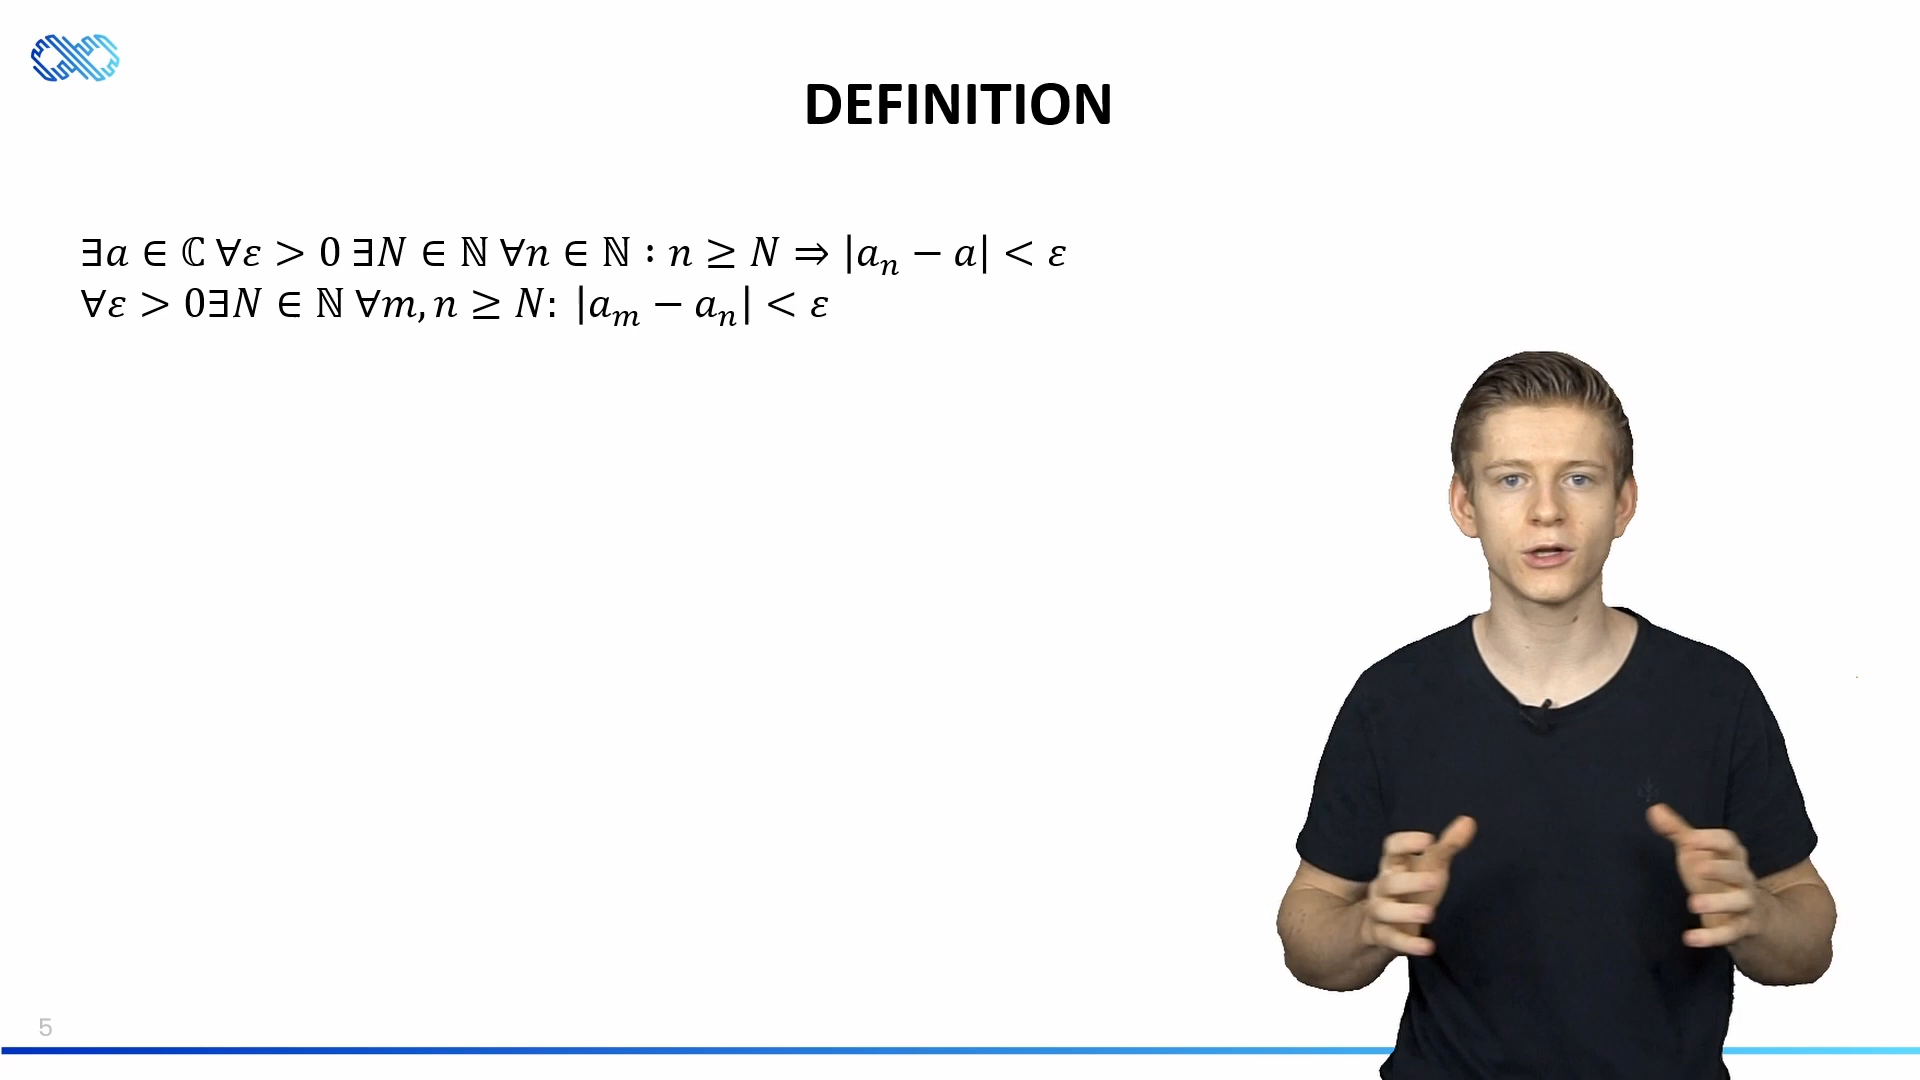 DEFINITION
∃a ∈ ℂ ∀ε > 0 ∃N ∈ ℕ ∀n ∈ ℕ : n ≥ N ⇒ |aₙ − a| < ε
∀ε > 0∃N ∈ ℕ ∀m, n ≥ N: |aₘ − aₙ| < ε
5